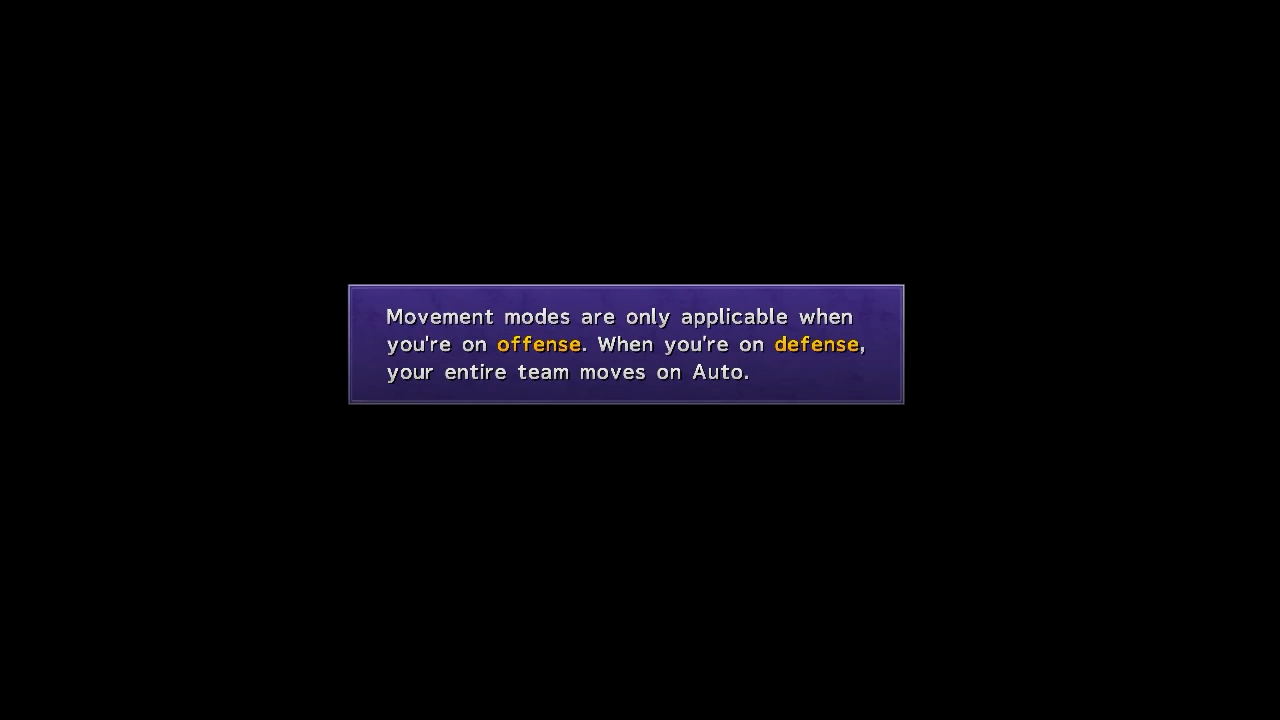 Movement modes are only applicable when
you're on offense. When you're on defense,
your entire team moves on Auto.